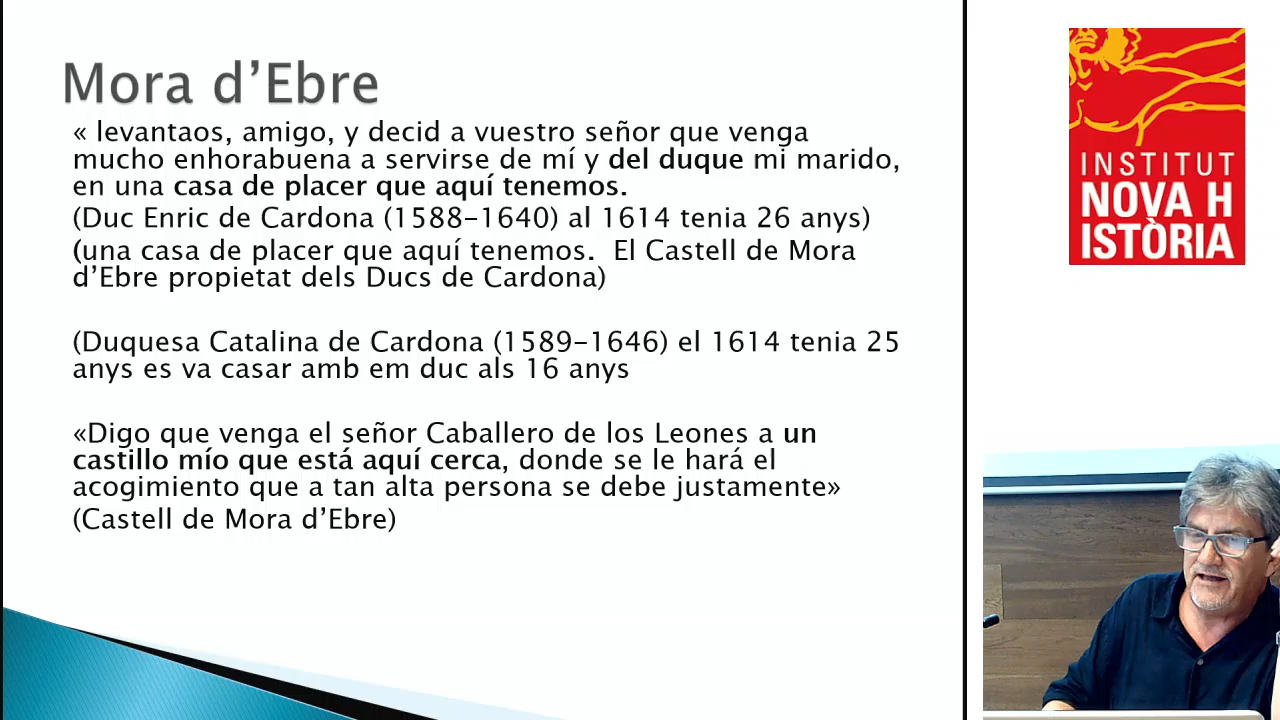 Mora d’Ebre
« levantaos, amigo, y decid a vuestro señor que venga
mucho enhorabuena a servirse de mí y del duque mi marido,
en una casa de placer que aquí tenemos.
(Duc Enric de Cardona (1588-1640) al 1614 tenia 26 anys)
(una casa de placer que aquí tenemos.  El Castell de Mora
d’Ebre propietat dels Ducs de Cardona)
(Duquesa Catalina de Cardona (1589-1646) el 1614 tenia 25
anys es va casar amb em duc als 16 anys
«Digo que venga el señor Caballero de los Leones a un
castillo mío que está aquí cerca, donde se le hará el
acogimiento que a tan alta persona se debe justamente»
(Castell de Mora d’Ebre)
INSTITUT
NOVA H
ISTÒRIA